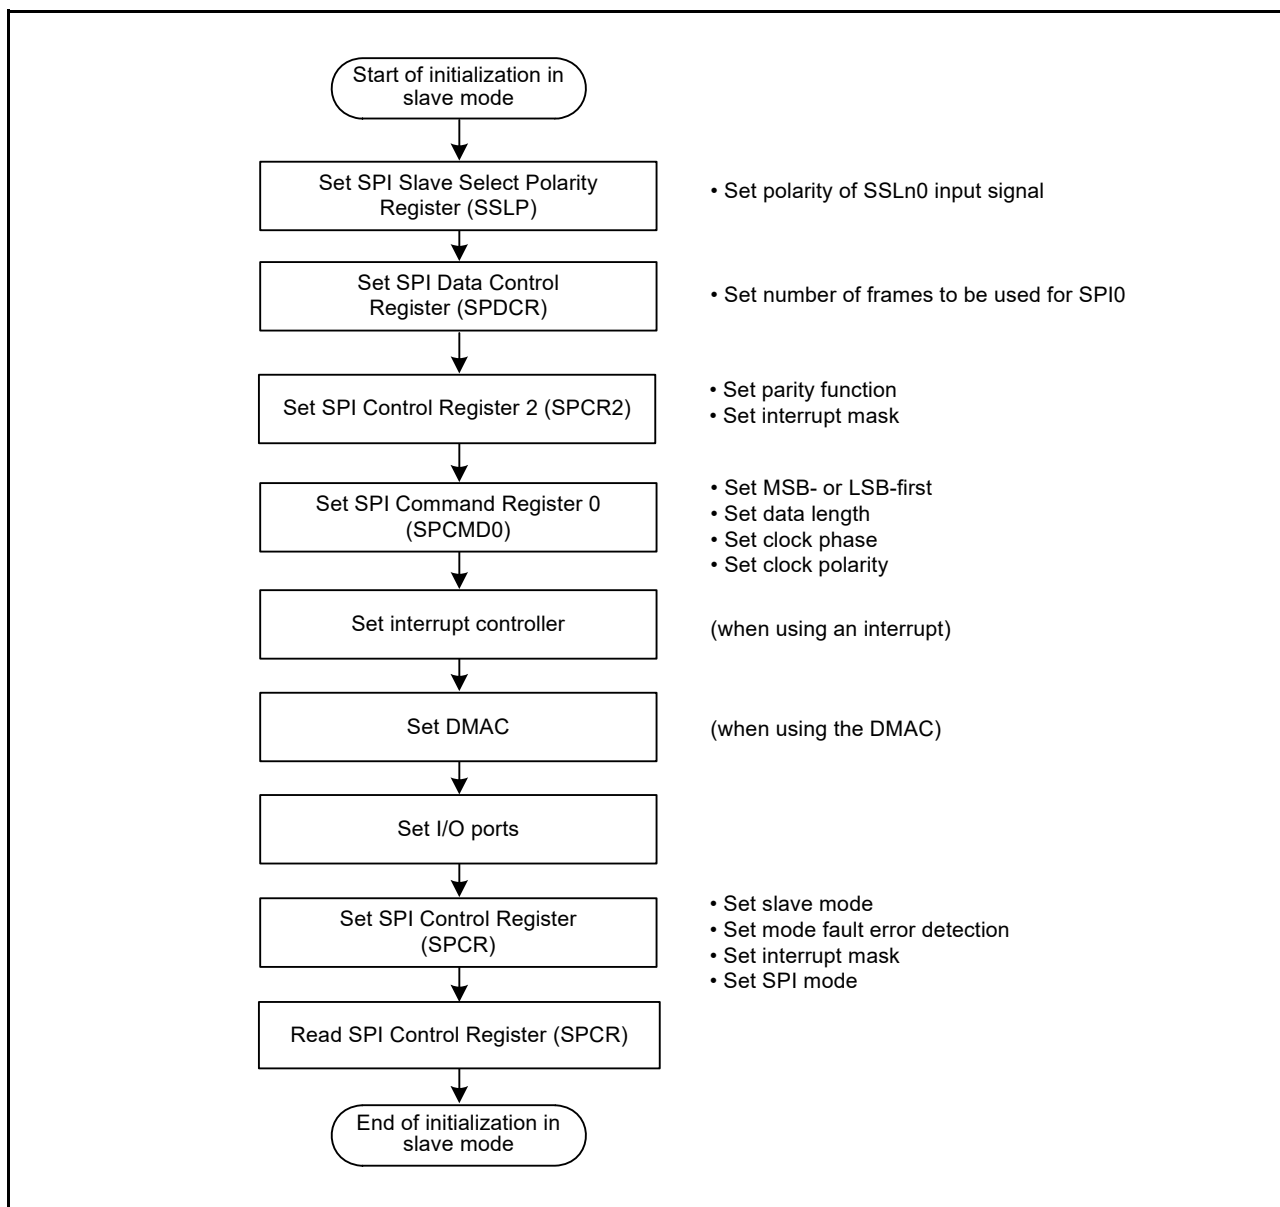 Start of initialization in
slave mode
Set SPI Slave Select Polarity
Register (SSLP)
• Set polarity of SSLn0 input signal
Set SPI Data Control
Register (SPDCR)
• Set number of frames to be used for SPI0
Set SPI Control Register 2 (SPCR2)
• Set parity function
• Set interrupt mask
Set SPI Command Register 0
(SPCMD0)
• Set MSB- or LSB-first
• Set data length
• Set clock phase
• Set clock polarity
Set interrupt controller
(when using an interrupt)
Set DMAC
(when using the DMAC)
Set I/O ports
Set SPI Control Register
(SPCR)
• Set slave mode
• Set mode fault error detection
• Set interrupt mask
• Set SPI mode
Read SPI Control Register (SPCR)
End of initialization in
slave mode